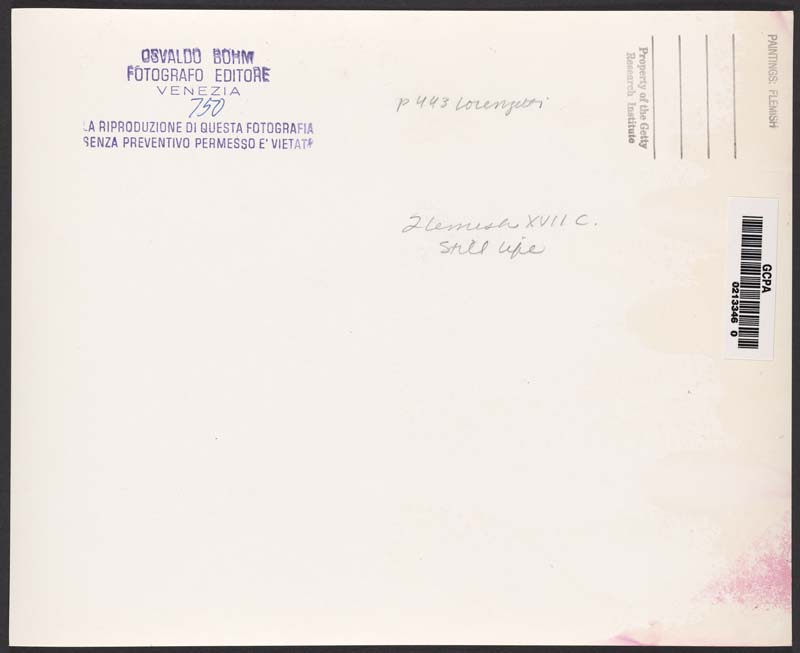 OSVALDO BÖHM
FOTOGRAFO EDITORE
VENEZIA
750
LA RIPRODUZIONE DI QUESTA FOTOGRAFIA
SENZA PREVENTIVO PERMESSO E' VIETATA
p 443 Lorenzetti
Flemish XVII C.
Still life
Property of the Getty
Research Institute
PAINTINGS: FLEMISH
GCPA
0213346 0